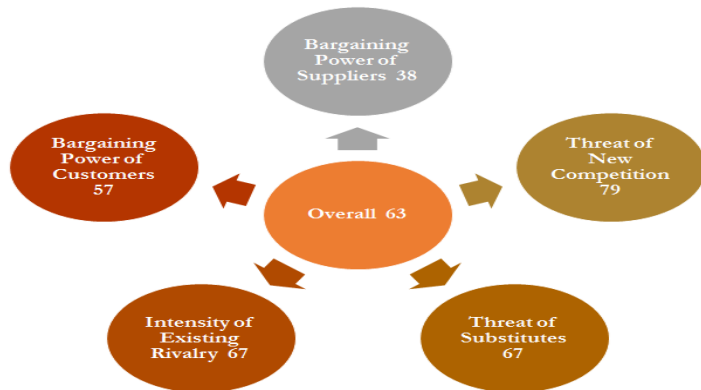 Bargaining
Power of
Suppliers 38
Bargaining
Power of
Customers
57
Threat of
New
Competition
79
Overall 63
Intensity of
Existing
Rivalry 67
Threat of
Substitutes
67